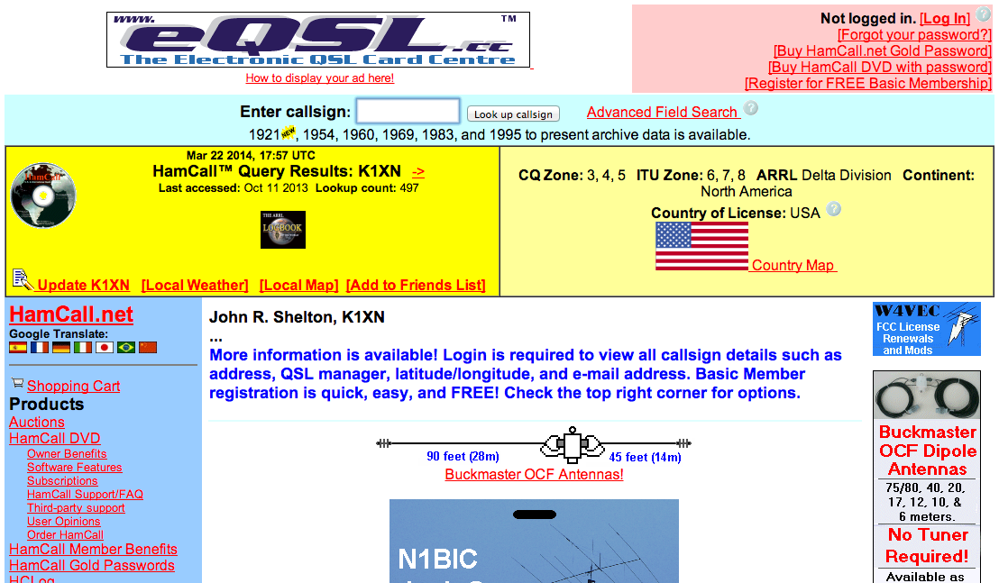 www.
eQSL.cc
TM
The Electronic QSL Card Centre
How to display your ad here!
Not logged in. [Log In] ?
[Forgot your password?]
[Buy HamCall.net Gold Password]
[Buy HamCall DVD with password]
[Register for FREE Basic Membership]
Enter callsign: Look up callsign Advanced Field Search ?
1921 NEW, 1954, 1960, 1969, 1983, and 1995 to present archive data is available.
HamCall
Mar 22 2014, 17:57 UTC
HamCall™ Query Results: K1XN ->
Last accessed: Oct 11 2013 Lookup count: 497
THE ARRL
LOGBOOK
Update K1XN [Local Weather] [Local Map] [Add to Friends List]
CQ Zone: 3, 4, 5 ITU Zone: 6, 7, 8 ARRL Delta Division Continent:
North America
Country of License: USA ?
Country Map
HamCall.net
Google Translate:
Shopping Cart
Products
Auctions
HamCall DVD
Owner Benefits
Software Features
Subscriptions
HamCall Support/FAQ
Third-party support
User Opinions
Order HamCall
HamCall Member Benefits
HamCall Gold Passwords
HCLog
John R. Shelton, K1XN
...
More information is available! Login is required to view all callsign details such as
address, QSL manager, latitude/longitude, and e-mail address. Basic Member
registration is quick, easy, and FREE! Check the top right corner for options.
90 feet (28m) 45 feet (14m)
Buckmaster OCF Antennas!
N1BIC
W4VEC
FCC License
Renewals
and Mods
Buckmaster
OCF Dipole
Antennas
75/80, 40, 20,
17, 12, 10, &
6 meters.
No Tuner
Required!
Available as